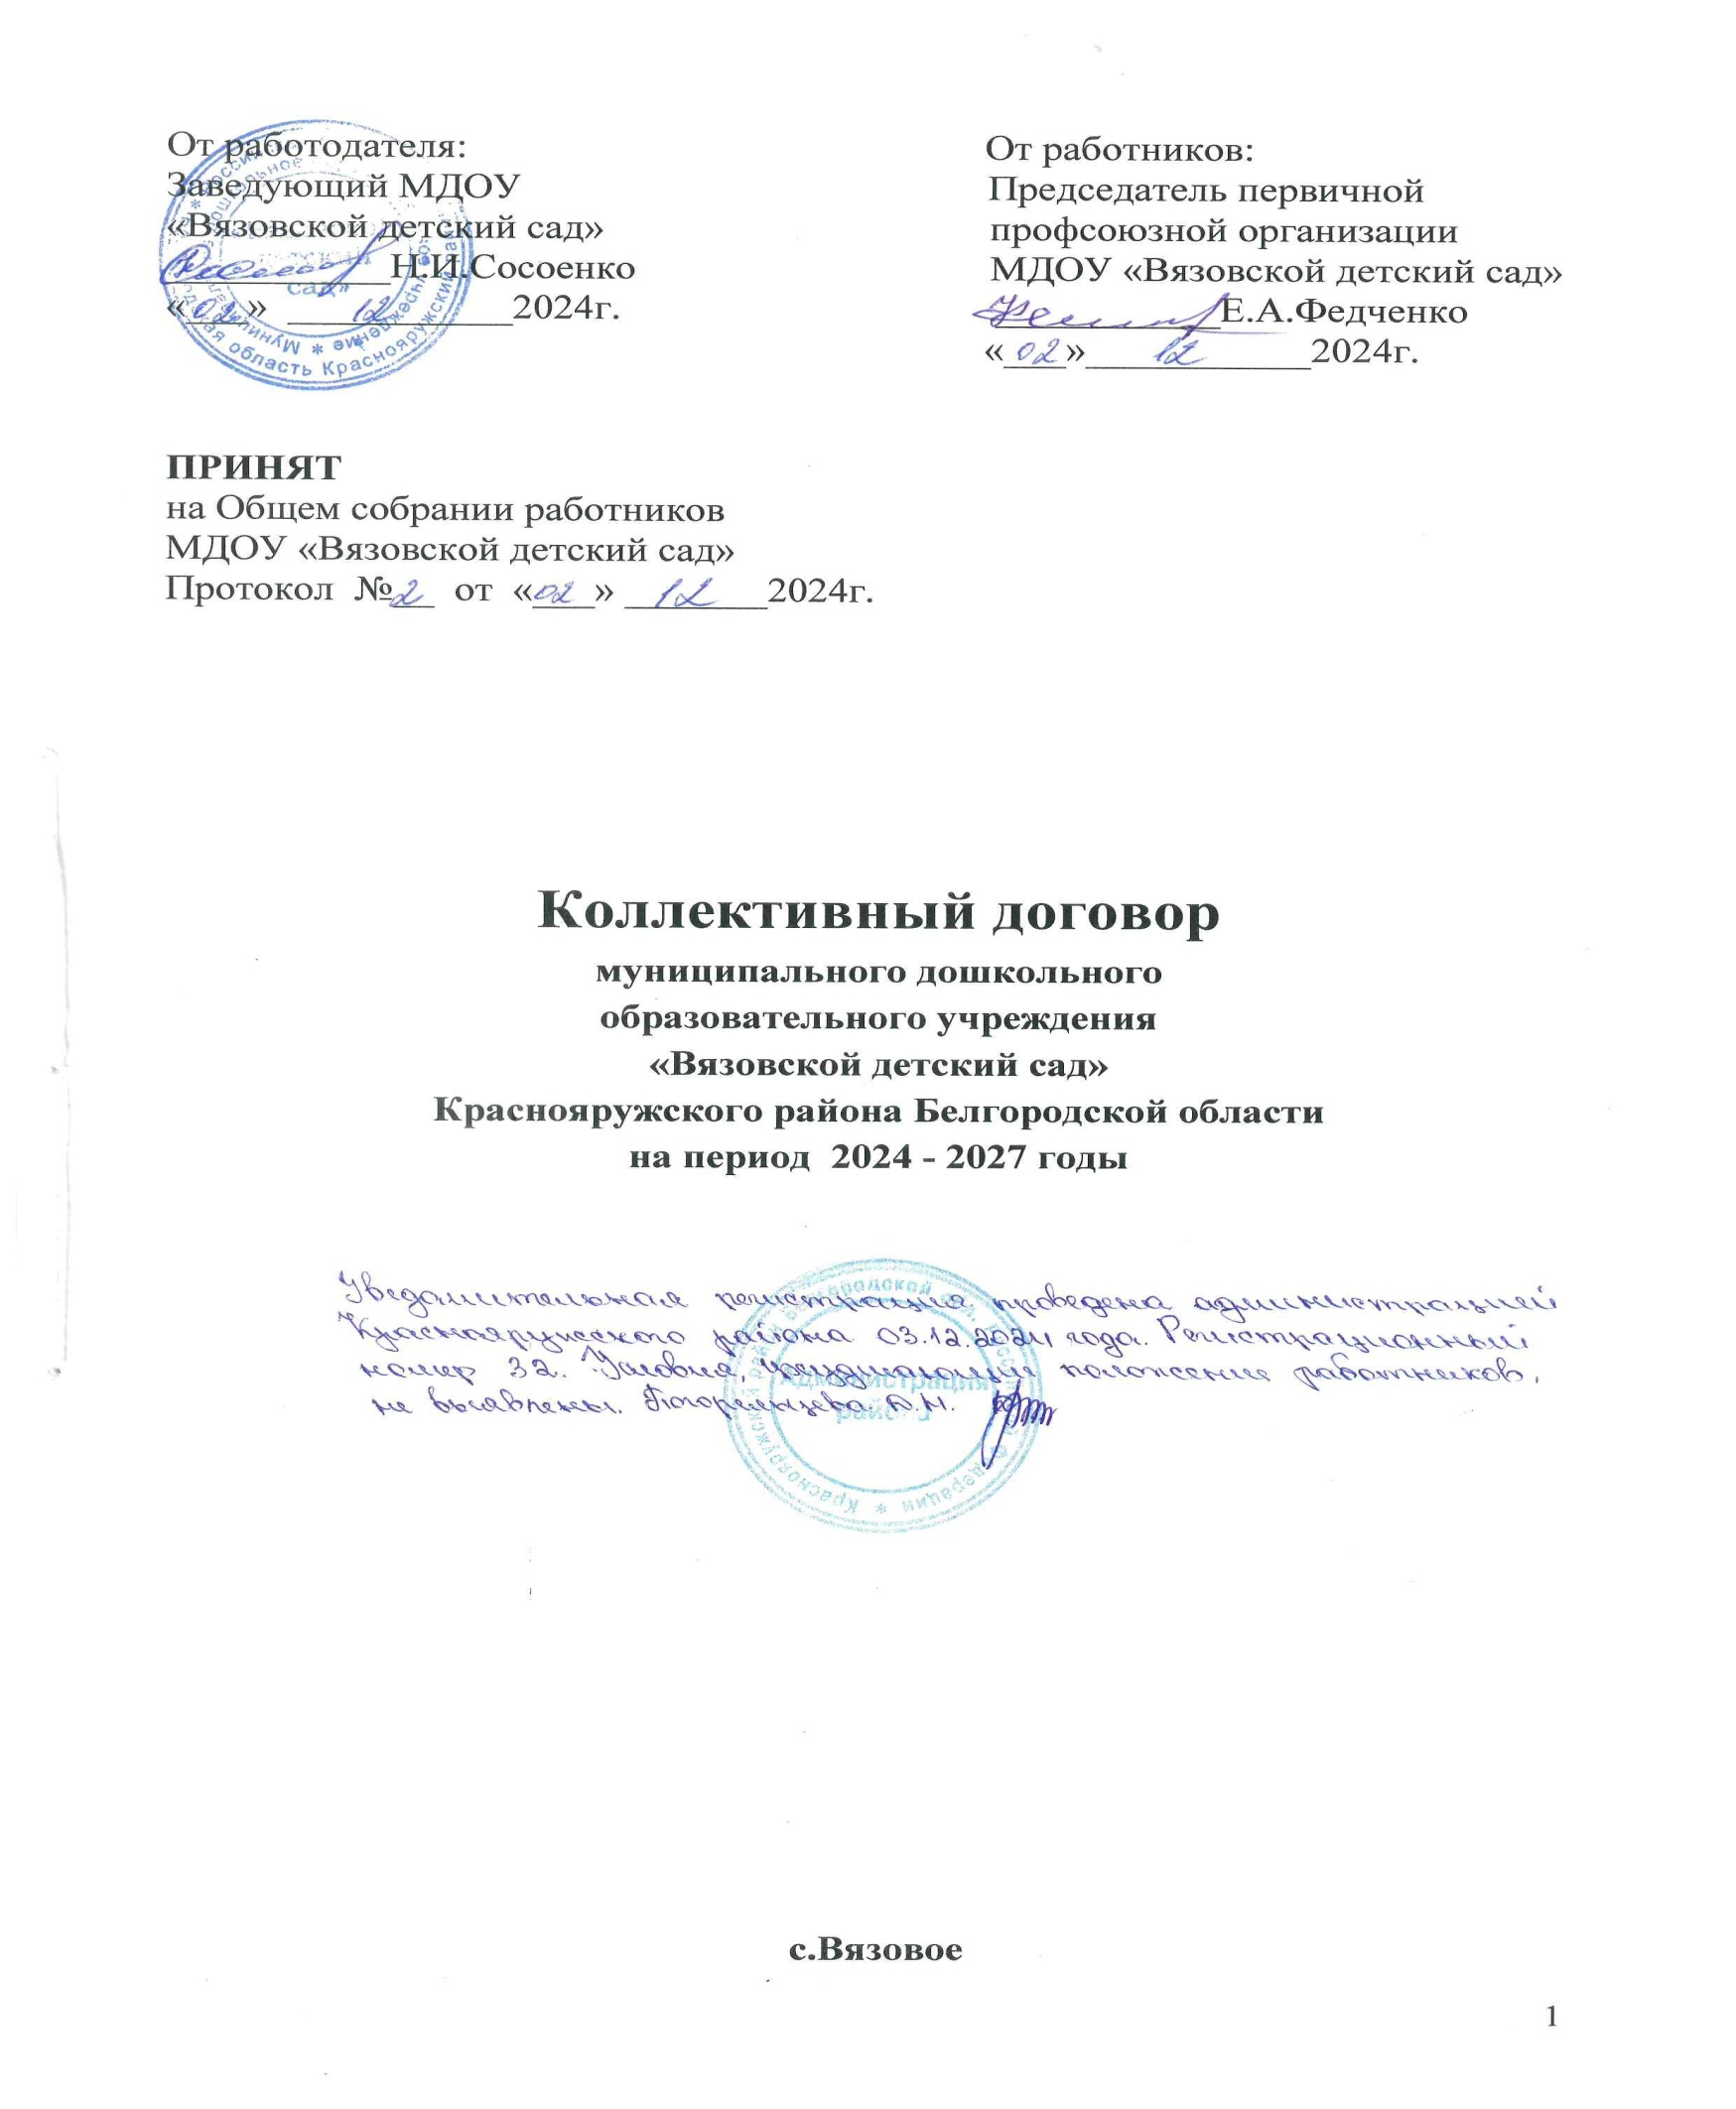 От работодателя:
Заведующий МДОУ
«Вязовской детский сад»
Н.И.Сосоенко
«02» 12 2024г.
От работников:
Председатель первичной
профсоюзной организации
МДОУ «Вязовской детский сад»
Е.А.Федченко
«02» 12 2024г.
ПРИНЯТ
на Общем собрании работников
МДОУ «Вязовской детский сад»
Протокол №2 от «02» 12 2024г.
Коллективный договор
муниципального дошкольного
образовательного учреждения
«Вязовской детский сад»
Краснояружского района Белгородской области
на период 2024 - 2027 годы
Уведомительная регистрация проведена администрацией
Краснояружского района 03.12.2024 года. Регистрационный
номер 32. Условия, ухудшающие положение работников,
не выявлены.
Администрация
района
с.Вязовое
1